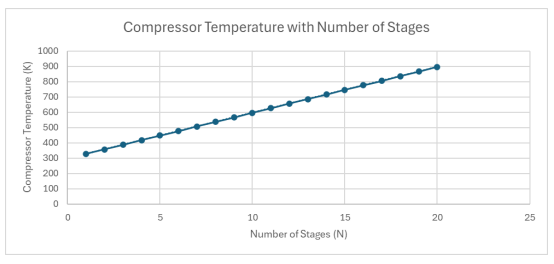 Compressor Temperature with Number of Stages
Compressor Temperature (K)
1000
900
800
700
600
500
400
300
200
100
0
0 5 10 15 20 25
Number of Stages (N)